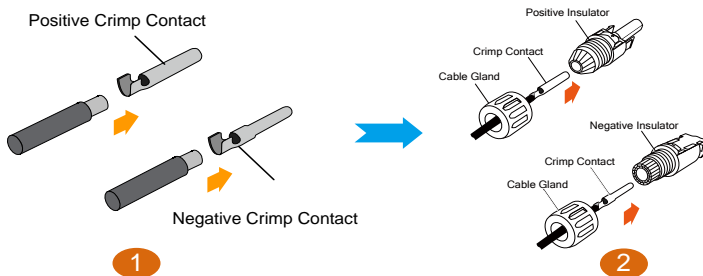 Positive Crimp Contact
Negative Crimp Contact
1
Positive Insulator
Crimp Contact
Cable Gland
Negative Insulator
Crimp Contact
Cable Gland
2